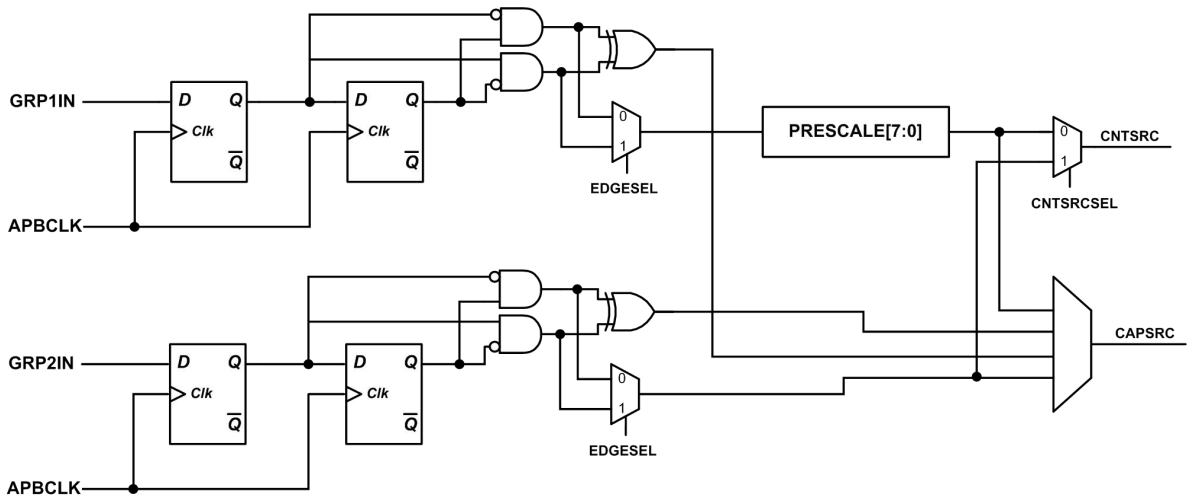 GRP1IN
D
Q
Clk
Q
D
Q
Clk
Q
APBCLK
0
1
EDGESEL
PRESCALE[7:0]
0
1
CNTSRC
CNTSRCSEL
GRP2IN
D
Q
Clk
Q
D
Q
Clk
Q
APBCLK
0
1
EDGESEL
CAPSRC